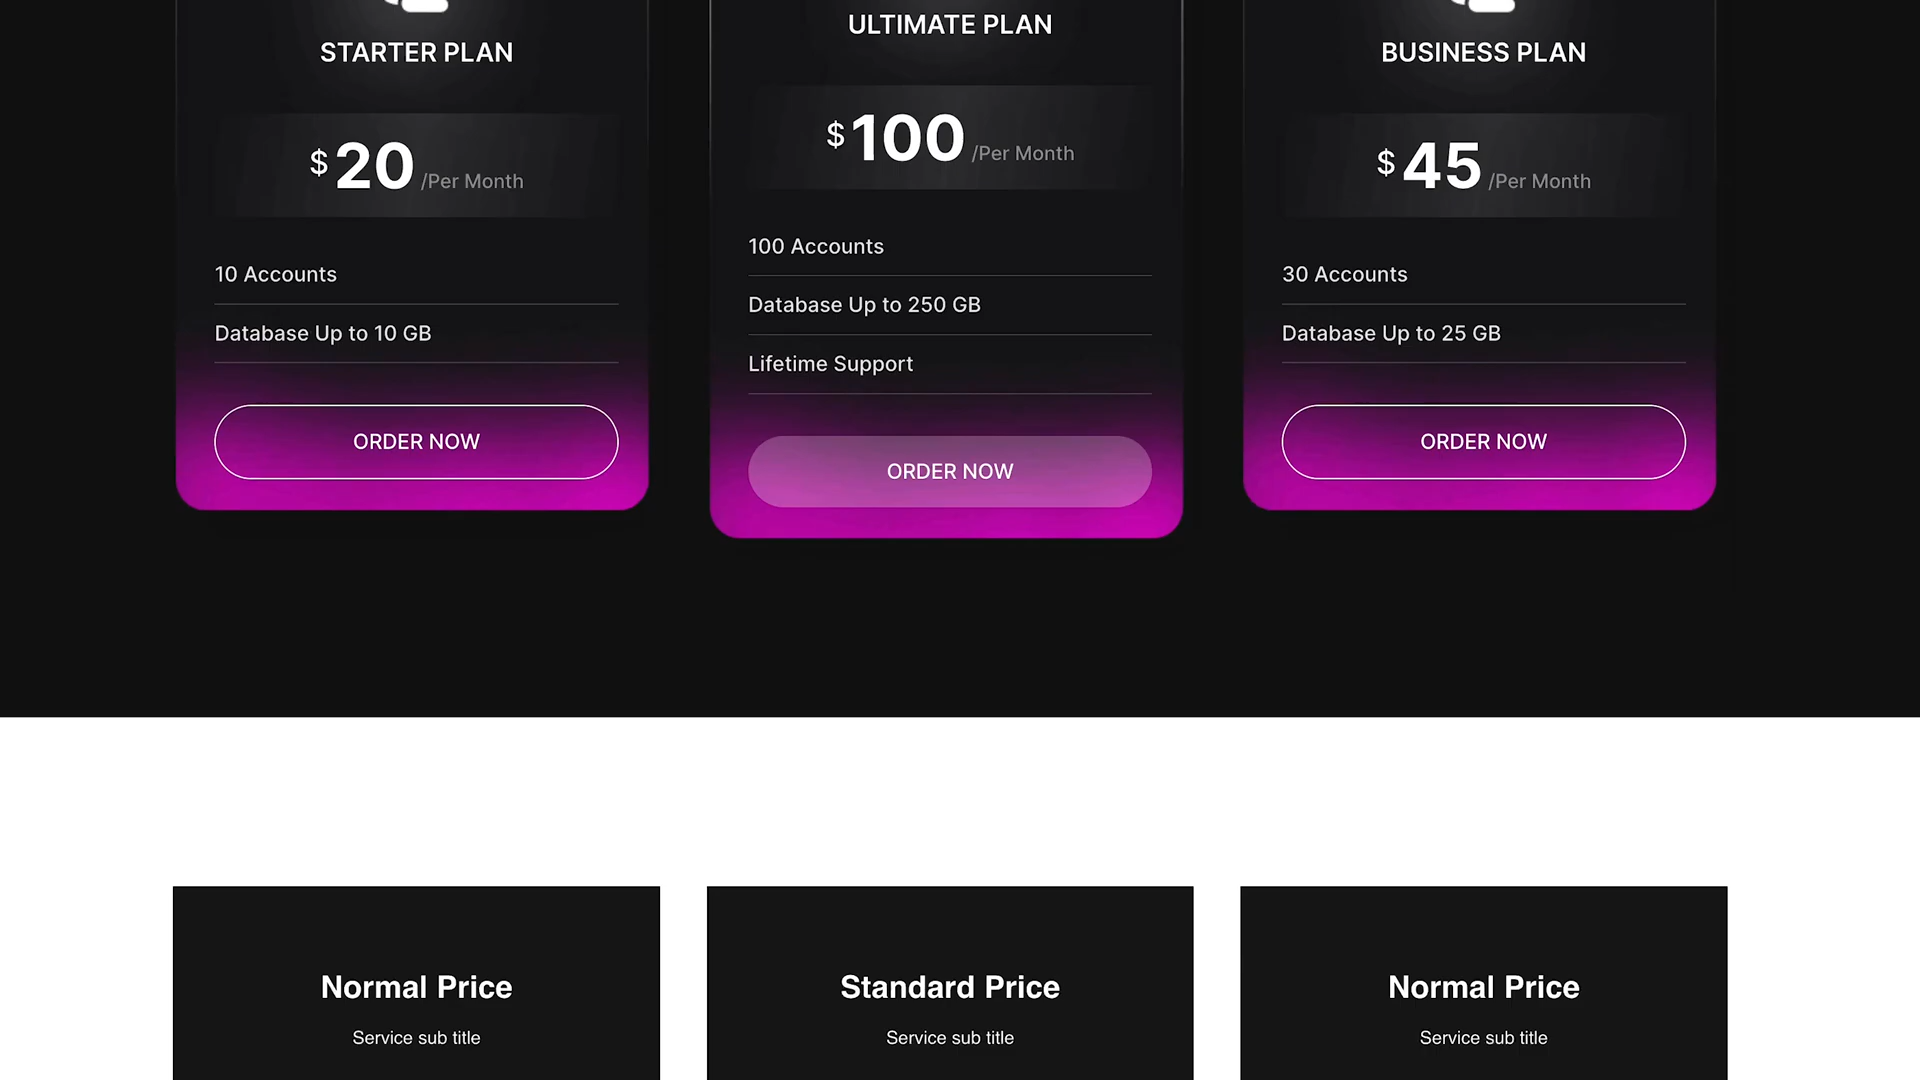 STARTER PLAN
$20 /Per Month
10 Accounts
Database Up to 10 GB
ORDER NOW
ULTIMATE PLAN
$100 /Per Month
100 Accounts
Database Up to 250 GB
Lifetime Support
ORDER NOW
BUSINESS PLAN
$45 /Per Month
30 Accounts
Database Up to 25 GB
ORDER NOW
Normal Price
Service sub title
Standard Price
Service sub title
Normal Price
Service sub title